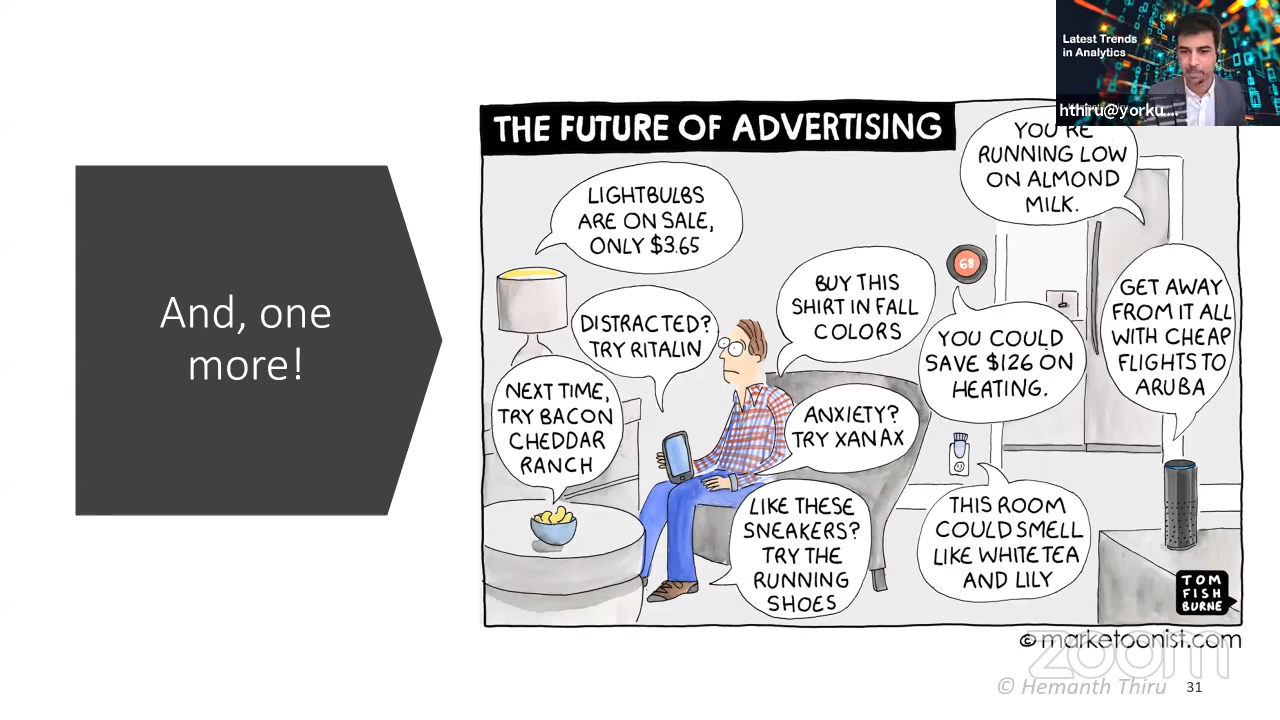 Latest Trends
in Analytics
hthiru@yorku....
And, one
more!
THE FUTURE OF ADVERTISING
LIGHTBULBS
ARE ON SALE,
ONLY $3.65
YOU'RE
RUNNING LOW
ON ALMOND
MILK.
DISTRACTED?
TRY RITALIN
BUY THIS
SHIRT IN FALL
COLORS
68
YOU COULD
SAVE $126 ON
HEATING.
GET AWAY
FROM IT ALL
WITH CHEAP
FLIGHTS TO
ARUBA
NEXT TIME,
TRY BACON
CHEDDAR
RANCH
ANXIETY?
TRY XANAX
LIKE THESE
SNEAKERS?
TRY THE
RUNNING
SHOES
THIS ROOM
COULD SMELL
LIKE WHITE TEA
AND LILY
TOM
FISH
BURNE
© marketoonist.com
zoom
© Hemanth Thiru
31